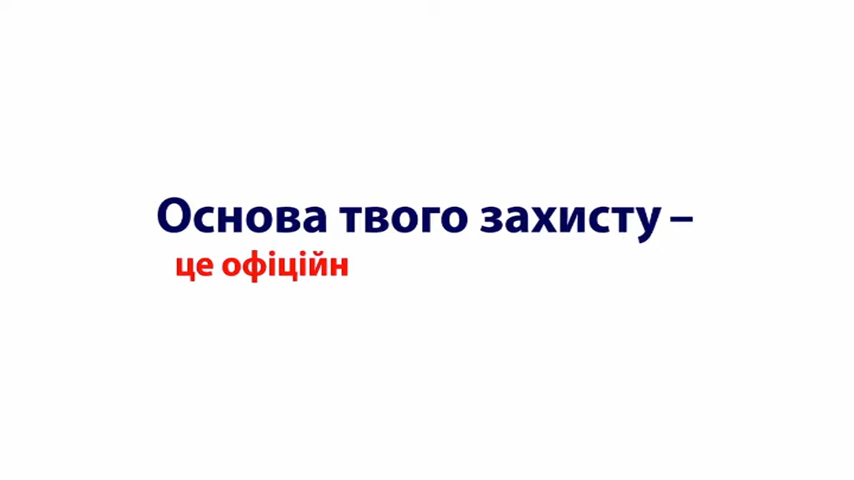 Основа твого захисту –
це офіційн